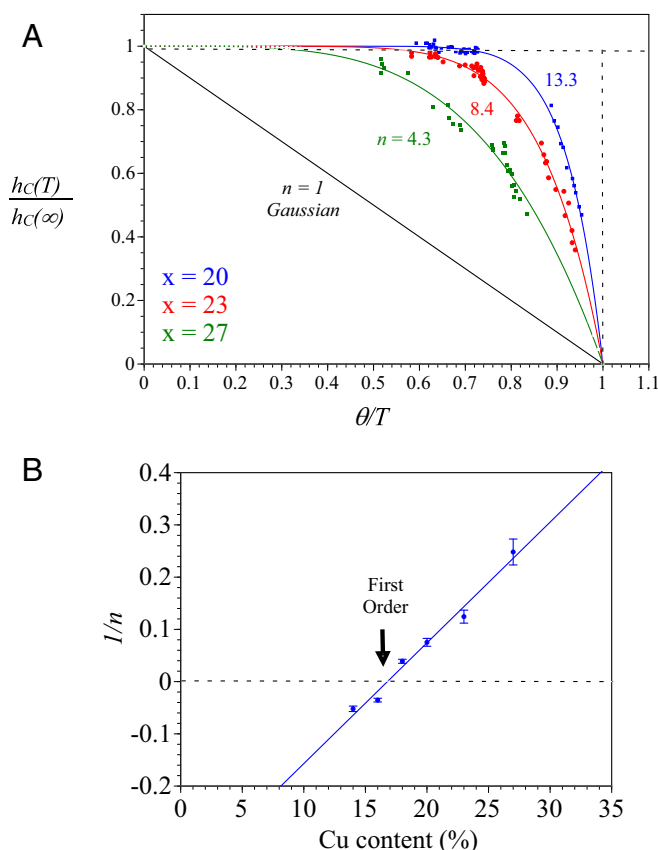 A
h_C(T)
h_C(∞)
1
0.8
0.6
0.4
0.2
0
13.3
8.4
n = 4.3
n = 1
Gaussian
x = 20
x = 23
x = 27
0 0.1 0.2 0.3 0.4 0.5 0.6 0.7 0.8 0.9 1 1.1
θ/T
B
0.4
0.3
0.2
0.1
0
-0.1
-0.2
1/n
First
Order
0 5 10 15 20 25 30 35
Cu content (%)